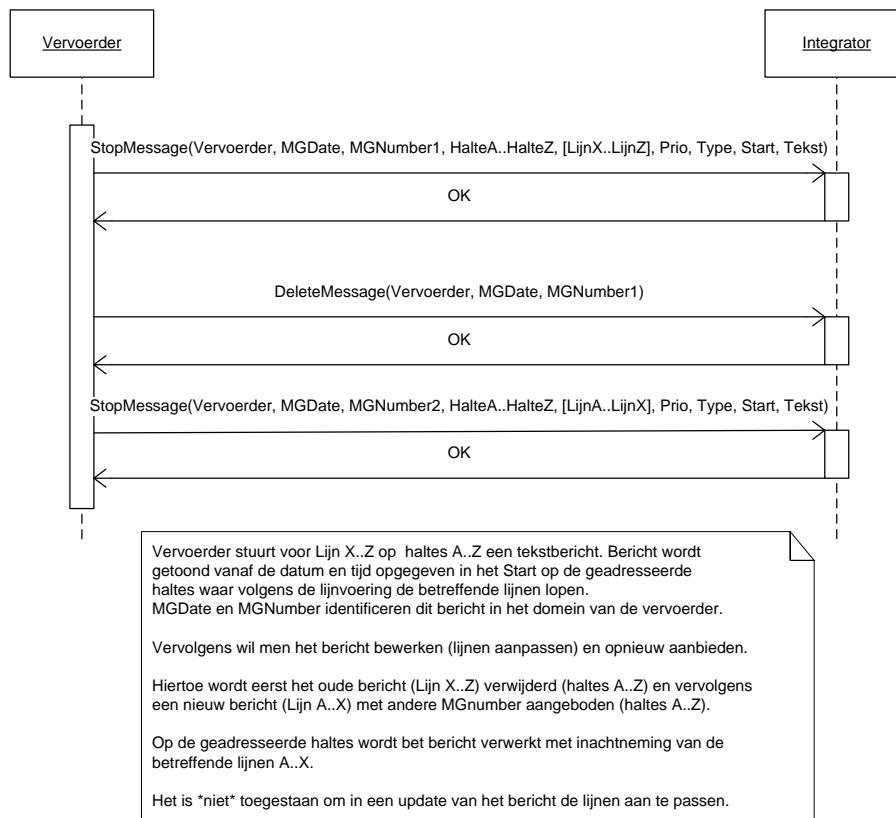 Vervoerder
Integrator
StopMessage(Vervoerder, MGDate, MGNumber1, HalteA..HalteZ, [LijnX..LijnZ], Prio, Type, Start, Tekst)
OK
DeleteMessage(Vervoerder, MGDate, MGNumber1)
OK
StopMessage(Vervoerder, MGDate, MGNumber2, HalteA..HalteZ, [LijnA..LijnX], Prio, Type, Start, Tekst)
OK
Vervoerder stuurt voor Lijn X..Z op haltes A..Z een tekstbericht. Bericht wordt
getoond vanaf de datum en tijd opgegeven in het Start op de geadresseerde
haltes waar volgens de lijnvoering de betreffende lijnen lopen.
MGDate en MGNumber identificeren dit bericht in het domein van de vervoerder.
Vervolgens wil men het bericht bewerken (lijnen aanpassen) en opnieuw aanbieden.
Hiertoe wordt eerst het oude bericht (Lijn X..Z) verwijderd (haltes A..Z) en vervolgens
een nieuw bericht (Lijn A..X) met andere MGnumber aangeboden (haltes A..Z).
Op de geadresseerde haltes wordt bet bericht verwerkt met inachtneming van de
betreffende lijnen A..X.
Het is *niet* toegestaan om in een update van het bericht de lijnen aan te passen.